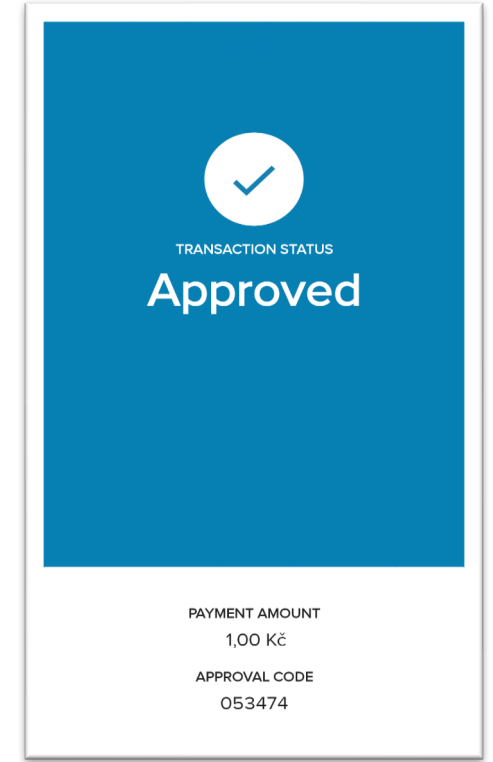 TRANSACTION STATUS
Approved
PAYMENT AMOUNT
1,00 Kč
APPROVAL CODE
053474